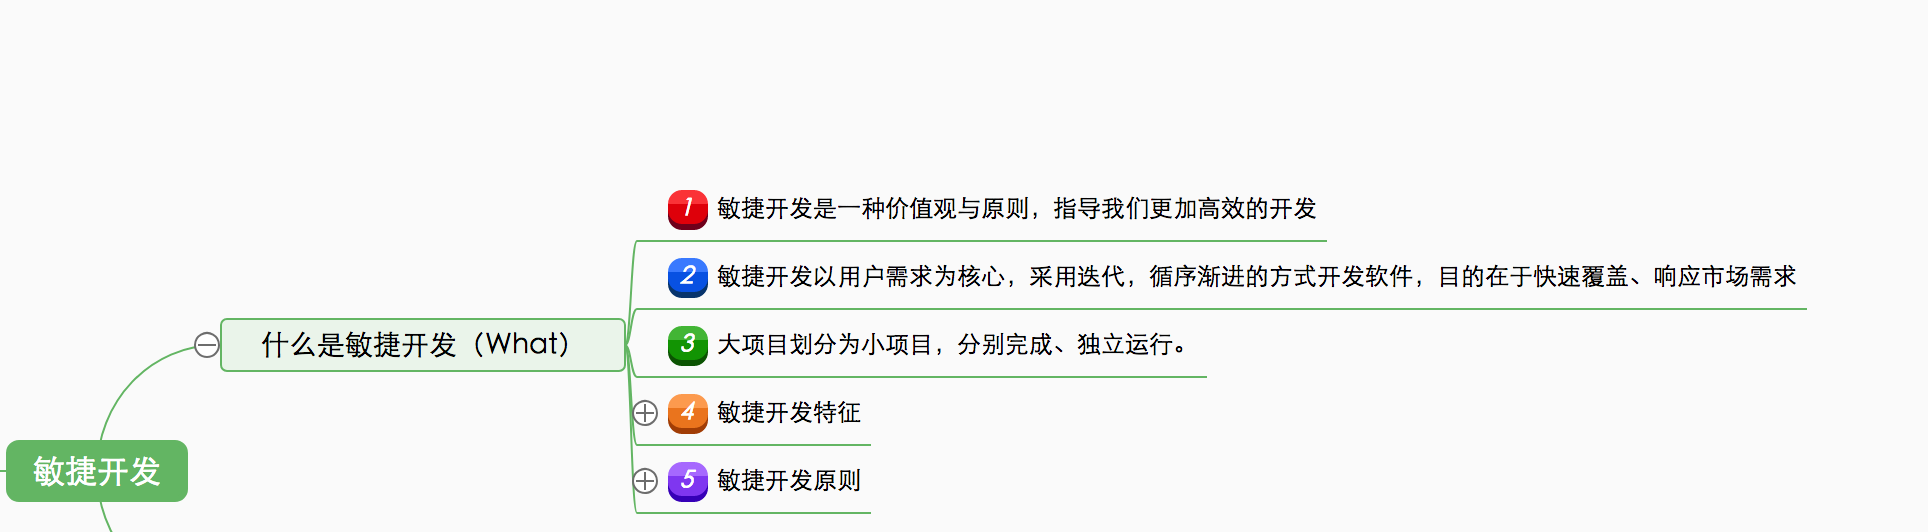 1 敏捷开发是一种价值观与原则，指导我们更加高效的开发
2 敏捷开发以用户需求为核心，采用迭代，循序渐进的方式开发软件，目的在于快速覆盖、响应市场需求
什么是敏捷开发（What）
3 大项目划分为小项目，分别完成、独立运行。
4 敏捷开发特征
敏捷开发
5 敏捷开发原则